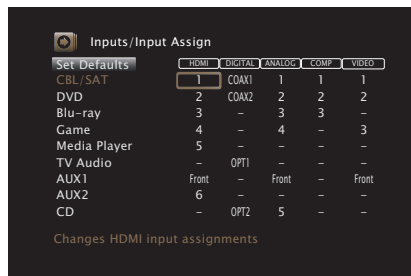 Inputs/Input Assign
Set Defaults HDMI DIGITAL ANALOG COMP VIDEO
CBL/SAT 1 COAX1 1 1 1
DVD 2 COAX2 2 2 2
Blu-ray 3 – 3 3 –
Game 4 – 4 – 3
Media Player 5 – – – –
TV Audio – OPT1 – – –
AUX1 Front – Front – Front
AUX2 6 – – – –
CD – OPT2 5 – –
Changes HDMI input assignments